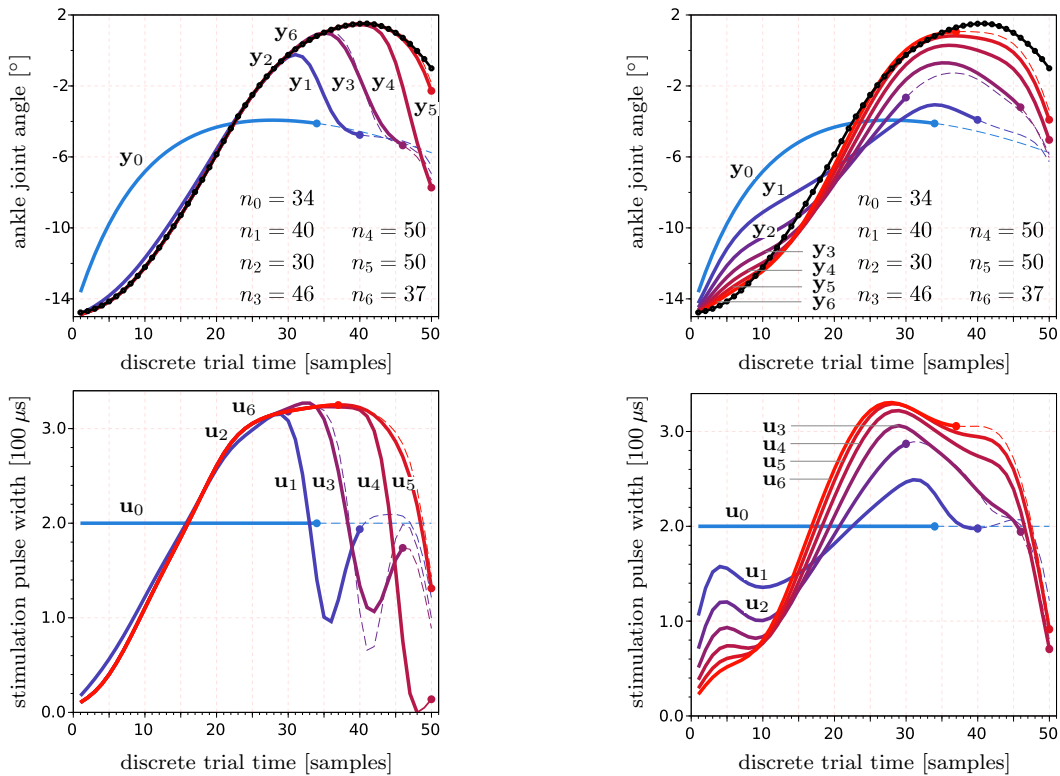 ankle joint angle [°]
2
-2
-6
-10
-14
0 10 20 30 40 50
discrete trial time [samples]
y₀
y₂
y₆
y₁
y₃
y₄
y₅
n₀ = 34
n₁ = 40 n₄ = 50
n₂ = 30 n₅ = 50
n₃ = 46 n₆ = 37
ankle joint angle [°]
2
-2
-6
-10
-14
0 10 20 30 40 50
discrete trial time [samples]
y₀
y₁
y₂
y₃
y₄
y₅
y₆
n₀ = 34
n₁ = 40 n₄ = 50
n₂ = 30 n₅ = 50
n₃ = 46 n₆ = 37
stimulation pulse width [100 μs]
3.0
2.0
1.0
0.0
0 10 20 30 40 50
discrete trial time [samples]
u₆
u₂
u₀
u₁
u₃
u₄
u₅
stimulation pulse width [100 μs]
3.0
2.0
1.0
0.0
0 10 20 30 40 50
discrete trial time [samples]
u₃
u₄
u₅
u₆
u₀
u₁
u₂